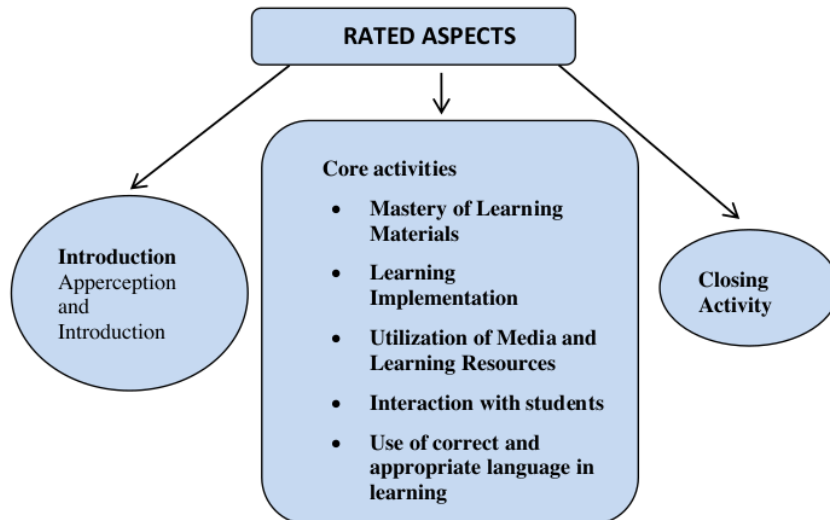 RATED ASPECTS
Introduction
Apperception
and
Introduction
Core activities
• Mastery of Learning
Materials
• Learning
Implementation
• Utilization of Media and
Learning Resources
• Interaction with students
• Use of correct and
appropriate language in
learning
Closing
Activity